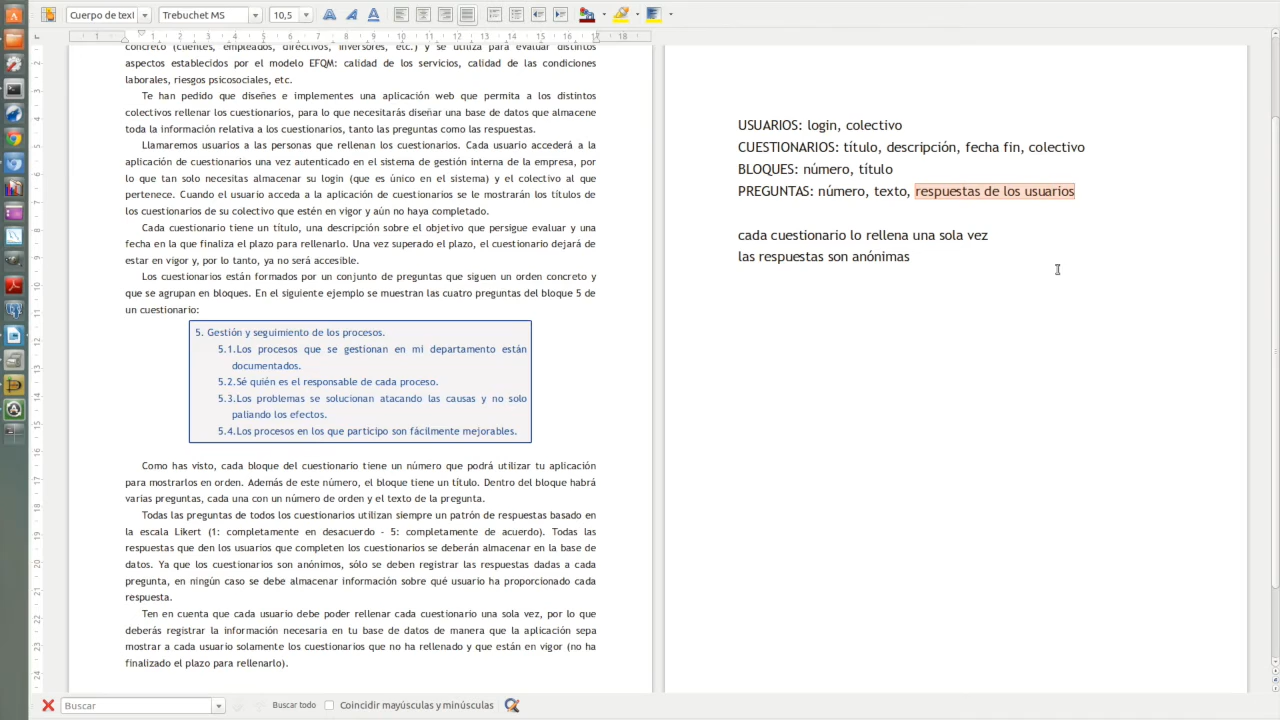 Cuerpo de text
Trebuchet MS
10,5
1 1 2 3 4 5 6 7 8 9 10 11 12 13 14 15 16 17 18
concreto (clientes, empleados, directivos, inversores, etc.) y se utiliza para evaluar distintos
aspectos establecidos por el modelo EFQM: calidad de los servicios, calidad de las condiciones
laborales, riesgos psicosociales, etc.
Te han pedido que diseñes e implementes una aplicación web que permita a los distintos
colectivos rellenar los cuestionarios, para lo que necesitarás diseñar una base de datos que almacene
toda la información relativa a los cuestionarios, tanto las preguntas como las respuestas.
Llamaremos usuarios a las personas que rellenan los cuestionarios. Cada usuario accederá a la
aplicación de cuestionarios una vez autenticado en el sistema de gestión interna de la empresa, por
lo que tan solo necesitas almacenar su login (que es único en el sistema) y el colectivo al que
pertenece. Cuando el usuario acceda a la aplicación de cuestionarios se le mostrarán los títulos de
los cuestionarios de su colectivo que estén en vigor y aún no haya completado.
Cada cuestionario tiene un título, una descripción sobre el objetivo que persigue evaluar y una
fecha en la que finaliza el plazo para rellenarlo. Una vez superado el plazo, el cuestionario dejará de
estar en vigor y, por lo tanto, ya no será accesible.
Los cuestionarios están formados por un conjunto de preguntas que siguen un orden concreto y
que se agrupan en bloques. En el siguiente ejemplo se muestran las cuatro preguntas del bloque 5 de
un cuestionario:
5. Gestión y seguimiento de los procesos.
5.1.Los procesos que se gestionan en mi departamento están
documentados.
5.2.Sé quién es el responsable de cada proceso.
5.3.Los problemas se solucionan atacando las causas y no solo
paliando los efectos.
5.4.Los procesos en los que participo son fácilmente mejorables.
Como has visto, cada bloque del cuestionario tiene un número que podrá utilizar tu aplicación
para mostrarlos en orden. Además de este número, el bloque tiene un título. Dentro del bloque habrá
varias preguntas, cada una con un número de orden y el texto de la pregunta.
Todas las preguntas de todos los cuestionarios utilizan siempre un patrón de respuestas basado en
la escala Likert (1: completamente en desacuerdo - 5: completamente de acuerdo). Todas las
respuestas que den los usuarios que completen los cuestionarios se deberán almacenar en la base de
datos. Ya que los cuestionarios son anónimos, sólo se deben registrar las respuestas dadas a cada
pregunta, en ningún caso se debe almacenar información sobre qué usuario ha proporcionado cada
respuesta.
Ten en cuenta que cada usuario debe poder rellenar cada cuestionario una sola vez, por lo que
deberás registrar la información necesaria en tu base de datos de manera que la aplicación sepa
mostrar a cada usuario solamente los cuestionarios que no ha rellenado y que están en vigor (no ha
finalizado el plazo para rellenarlo).
USUARIOS: login, colectivo
CUESTIONARIOS: título, descripción, fecha fin, colectivo
BLOQUES: número, título
PREGUNTAS: número, texto, respuestas de los usuarios
cada cuestionario lo rellena una sola vez
las respuestas son anónimas
Buscar
Buscar todo
Coincidir mayúsculas y minúsculas